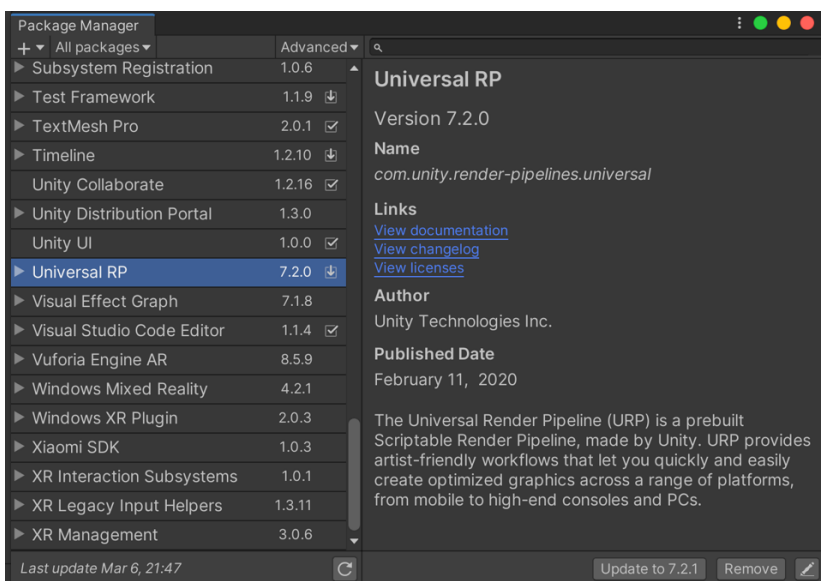 Package Manager
+ All packages Advanced
Subsystem Registration 1.0.6
Test Framework 1.1.9
TextMesh Pro 2.0.1
Timeline 1.2.10
Unity Collaborate 1.2.16
Unity Distribution Portal 1.3.0
Unity UI 1.0.0
Universal RP 7.2.0
Visual Effect Graph 7.1.8
Visual Studio Code Editor 1.1.4
Vuforia Engine AR 8.5.9
Windows Mixed Reality 4.2.1
Windows XR Plugin 2.0.3
Xiaomi SDK 1.0.3
XR Interaction Subsystems 1.0.1
XR Legacy Input Helpers 1.3.11
XR Management 3.0.6
Last update Mar 6, 21:47
Universal RP
Version 7.2.0
Name
com.unity.render-pipelines.universal
Links
View documentation
View changelog
View licenses
Author
Unity Technologies Inc.
Published Date
February 11, 2020
The Universal Render Pipeline (URP) is a prebuilt
Scriptable Render Pipeline, made by Unity. URP provides
artist-friendly workflows that let you quickly and easily
create optimized graphics across a range of platforms,
from mobile to high-end consoles and PCs.
Update to 7.2.1 Remove